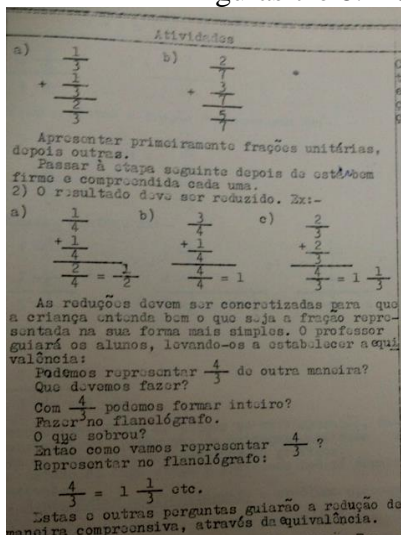 Atividades
a) 1/3 b) 2/7
+ 1/3 + 3/7
2/3 5/7
Apresentar primeiramente frações unitárias,
depois outras.
Passar à etapa seguinte depois de estar bem
firme e compreendida cada uma.
2) O resultado deve ser reduzido. Ex:-
a) 1/4 b) 3/4 c) 2/3
+ 1/4 + 1/4 + 2/3
2/4 = 1/2 4/4 = 1 4/3 = 1 1/3
As reduções devem ser concretizadas para que
a criança entenda bem o que seja a fração repre-
sentada na sua forma mais simples. O professor
guiará os alunos, levando-os a estabelecer a equi
valência:
Podemos representar 4/3 de outra maneira?
Que devemos fazer?
Com 4/3 podemos formar inteiro?
Fazer no flanelógrafo.
O que sobrou?
Entao como vamos representar 4/3 ?
Representar no flanelógrafo:
4/3 = 1 1/3 etc.
Estas e outras perguntas guiarão a redução de
maneira compreensiva, através da equivalência.